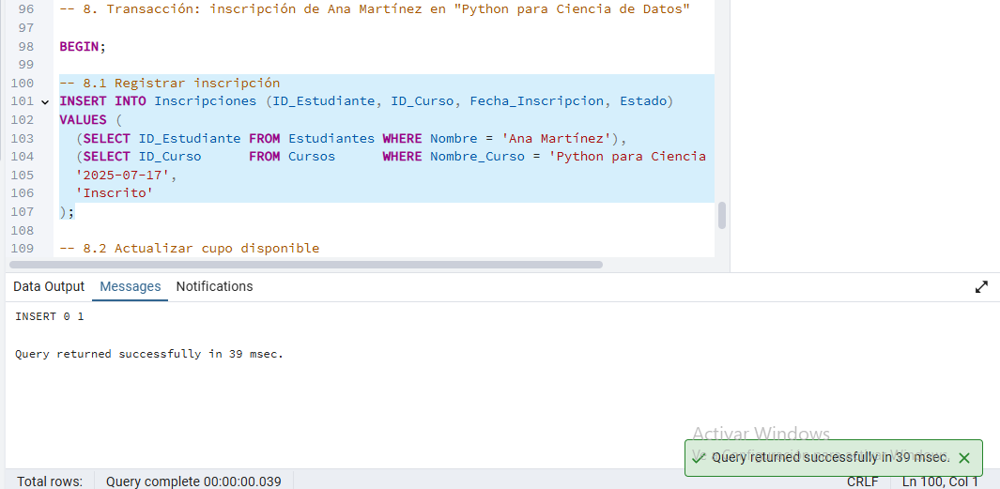 96 -- 8. Transacción: inscripción de Ana Martínez en "Python para Ciencia de Datos"
97
98 BEGIN;
99
100 -- 8.1 Registrar inscripción
101 INSERT INTO Inscripciones (ID_Estudiante, ID_Curso, Fecha_Inscripcion, Estado)
102 VALUES (
103 (SELECT ID_Estudiante FROM Estudiantes WHERE Nombre = 'Ana Martínez'),
104 (SELECT ID_Curso FROM Cursos WHERE Nombre_Curso = 'Python para Ciencia
105 '2025-07-17',
106 'Inscrito'
107 );
108
109 -- 8.2 Actualizar cupo disponible
Data Output Messages Notifications
INSERT 0 1
Query returned successfully in 39 msec.
Activar Windows
Ve a Configuración para activar Windows.
Query returned successfully in 39 msec.
Total rows: Query complete 00:00:00.039 CRLF Ln 100, Col 1